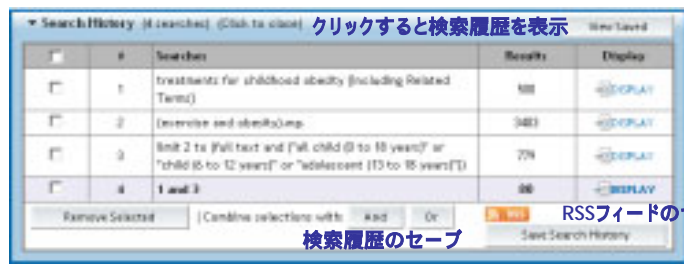 ▼ Search History (4 searches) (Click to close) クリックすると検索履歴を表示 View Saved
# Searches Results Display
1 treatments for childhood obesity (Including Related Terms) 500 DISPLAY
2 (exercise and obesity).mp. 3483 DISPLAY
3 limit 2 to (full text and ("all child (0 to 18 years)" or "child (6 to 12 years)" or "adolescent (13 to 18 years)")) 779 DISPLAY
4 1 and 3 80 DISPLAY
Remove Selected | Combine selections with: And Or RSS RSSフィードの
検索履歴のセーブ Save Search History